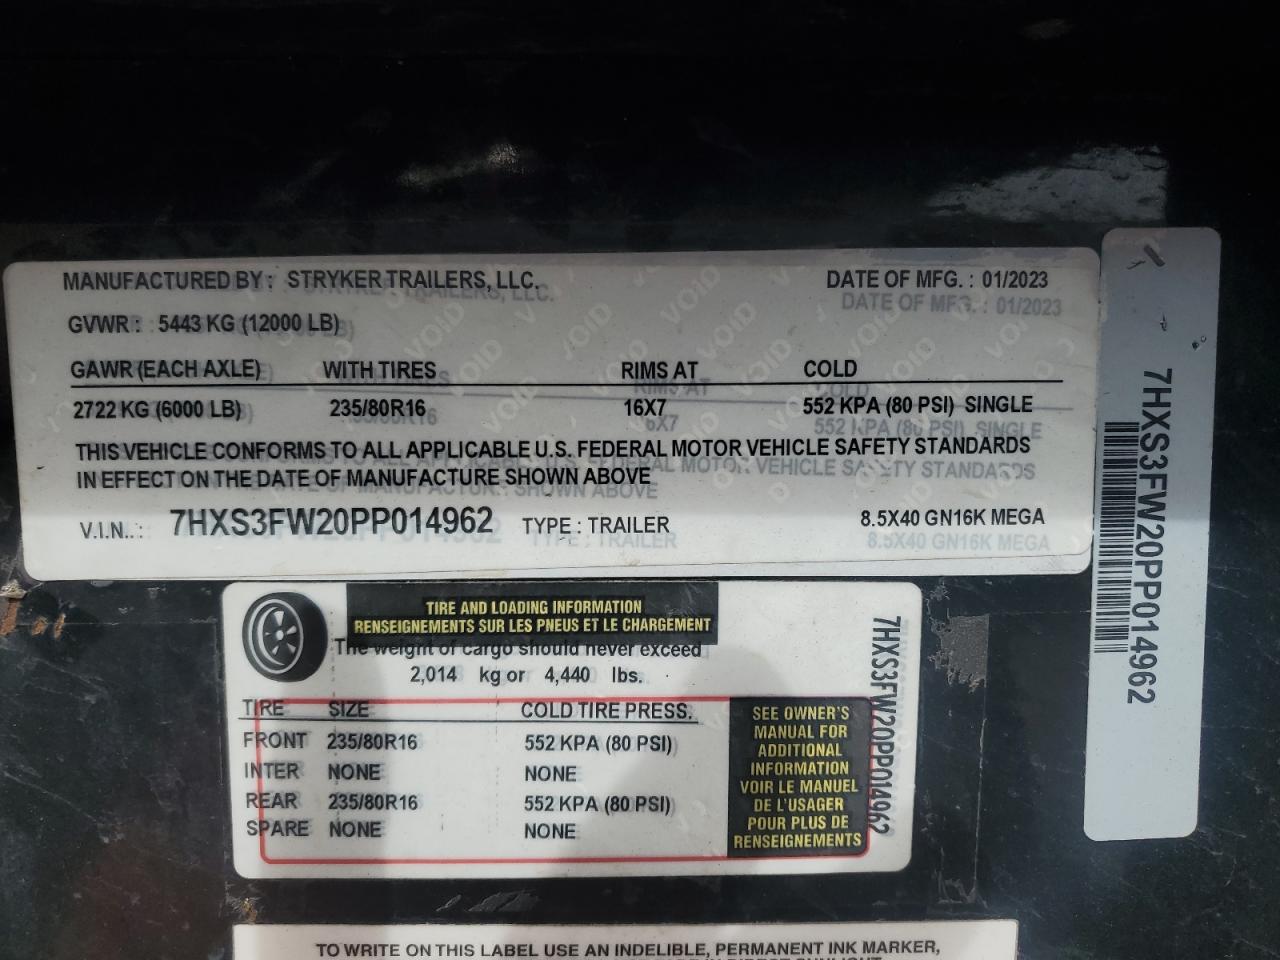 MANUFACTURED BY : STRYKER TRAILERS, LLC. DATE OF MFG. : 01/2023
GVWR : 5443 KG (12000 LB)
GAWR (EACH AXLE) WITH TIRES RIMS AT COLD
2722 KG (6000 LB) 235/80R16 16X7 552 KPA (80 PSI) SINGLE
THIS VEHICLE CONFORMS TO ALL APPLICABLE U.S. FEDERAL MOTOR VEHICLE SAFETY STANDARDS
IN EFFECT ON THE DATE OF MANUFACTURE SHOWN ABOVE
V.I.N.. : 7HXS3FW20PP014962 TYPE : TRAILER 8.5X40 GN16K MEGA
7HXS3FW20PP014962
TIRE AND LOADING INFORMATION
RENSEIGNEMENTS SUR LES PNEUS ET LE CHARGEMENT
The weight of cargo should never exceed
2,014 kg or 4,440 lbs.
TIRE SIZE COLD TIRE PRESS.
FRONT 235/80R16 552 KPA (80 PSI)
INTER NONE NONE
REAR 235/80R16 552 KPA (80 PSI)
SPARE NONE NONE
SEE OWNER'S
MANUAL FOR
ADDITIONAL
INFORMATION
VOIR LE MANUEL
DE L'USAGER
POUR PLUS DE
RENSEIGNEMENTS
7HXS3FW20PP014962
TO WRITE ON THIS LABEL USE AN INDELIBLE, PERMANENT INK MARKER,